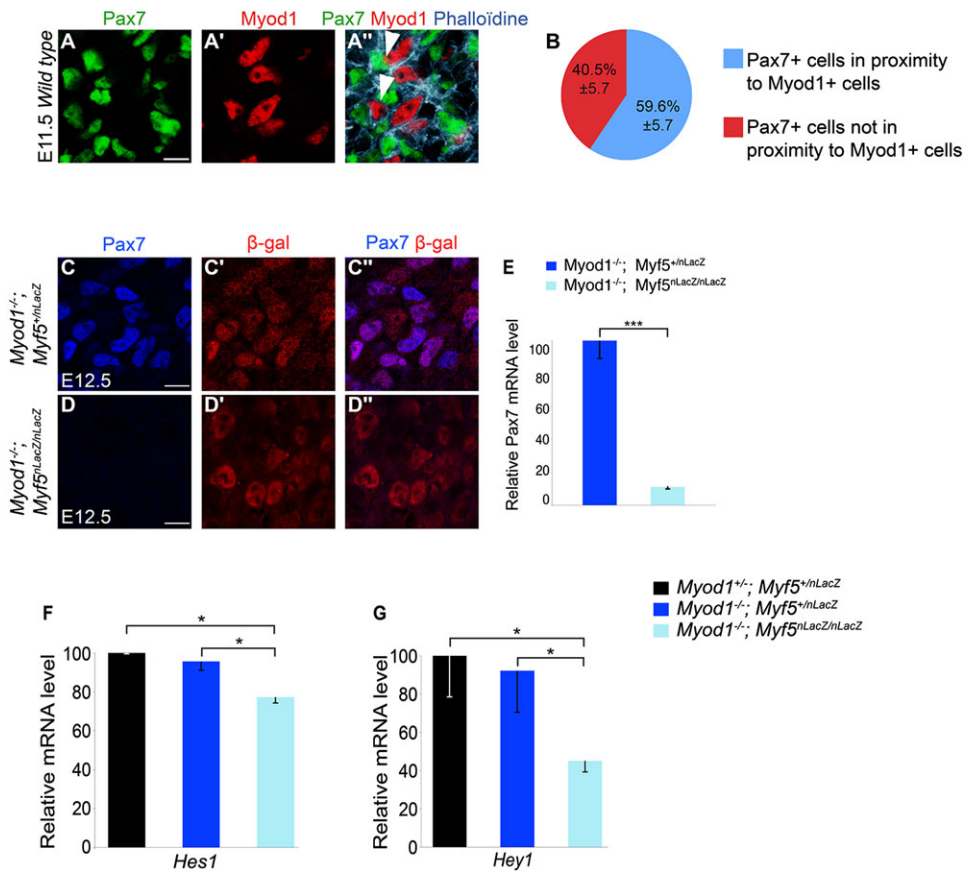 Pax7
Myod1
Pax7 Myod1 Phalloïdine
E11.5 Wild type
A
A'
A"
B
40.5%
±5.7
59.6%
±5.7
Pax7+ cells in proximity
to Myod1+ cells
Pax7+ cells not in
proximity to Myod1+ cells
Pax7
β-gal
Pax7 β-gal
Myod1-/-;
Myf5+/nLacZ
C
E12.5
C'
C"
Myod1-/-;
Myf5nLacZ/nLacZ
D
E12.5
D'
D"
E
Myod1-/-; Myf5+/nLacZ
Myod1-/-; Myf5nLacZ/nLacZ
***
Relative Pax7 mRNA level
100
80
60
40
20
0
Myod1+/-; Myf5+/nLacZ
Myod1-/-; Myf5+/nLacZ
Myod1-/-; Myf5nLacZ/nLacZ
F
*
*
Relative mRNA level
100
80
60
40
20
0
Hes1
G
*
*
Relative mRNA level
100
80
60
40
20
0
Hey1